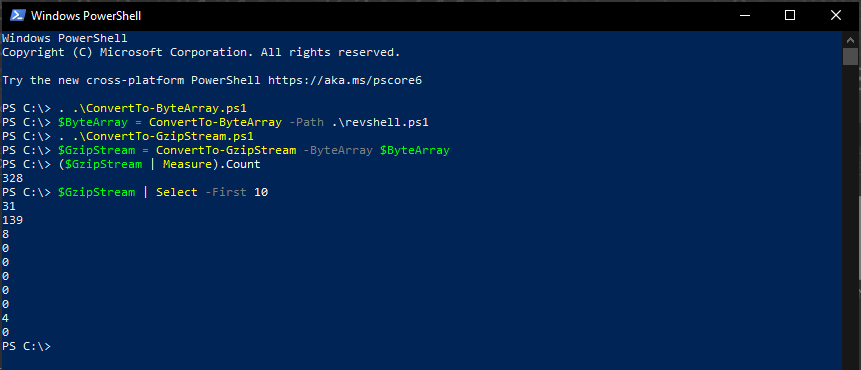 Windows PowerShell
Windows PowerShell
Copyright (C) Microsoft Corporation. All rights reserved.
Try the new cross-platform PowerShell https://aka.ms/pscore6
PS C:\> . .\ConvertTo-ByteArray.ps1
PS C:\> $ByteArray = ConvertTo-ByteArray -Path .\revshell.ps1
PS C:\> . .\ConvertTo-GzipStream.ps1
PS C:\> $GzipStream = ConvertTo-GzipStream -ByteArray $ByteArray
PS C:\> ($GzipStream | Measure).Count
328
PS C:\> $GzipStream | Select -First 10
31
139
8
0
0
0
0
0
4
0
PS C:\>